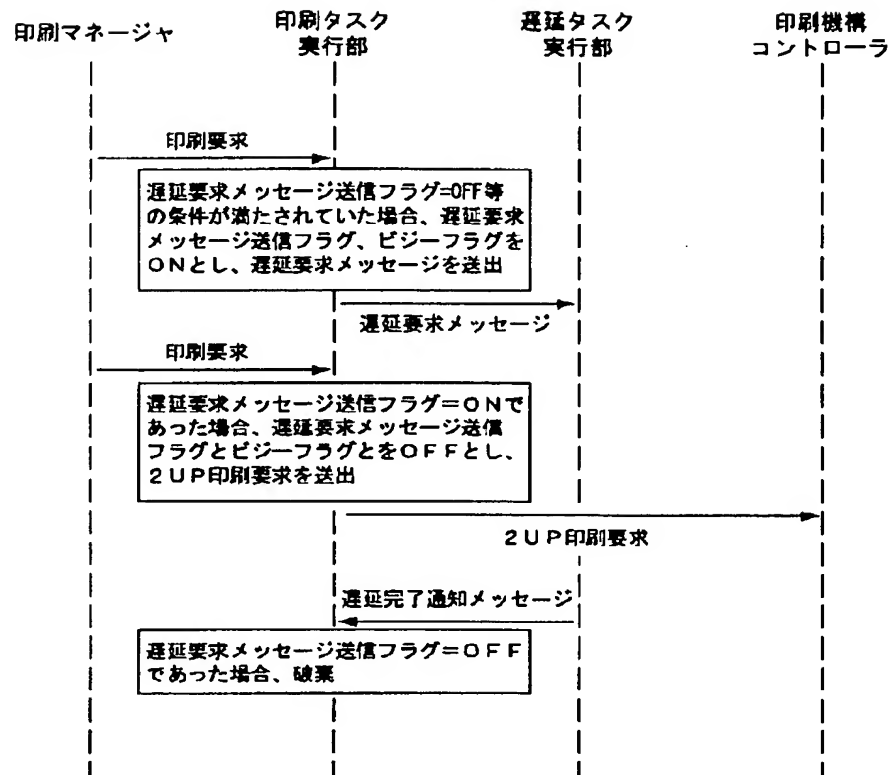 印刷マネージャ
印刷タスク
実行部
遅延タスク
実行部
印刷機構
コントローラ
印刷要求
遅延要求メッセージ送信フラグ=OFF等
の条件が満たされていた場合、遅延要求
メッセージ送信フラグ、ビジーフラグを
ONとし、遅延要求メッセージを送出
遅延要求メッセージ
印刷要求
遅延要求メッセージ送信フラグ=ONで
あった場合、遅延要求メッセージ送信
フラグとビジーフラグとをOFFとし、
2UP印刷要求を送出
2UP印刷要求
遅延完了通知メッセージ
遅延要求メッセージ送信フラグ=OFF
であった場合、破棄